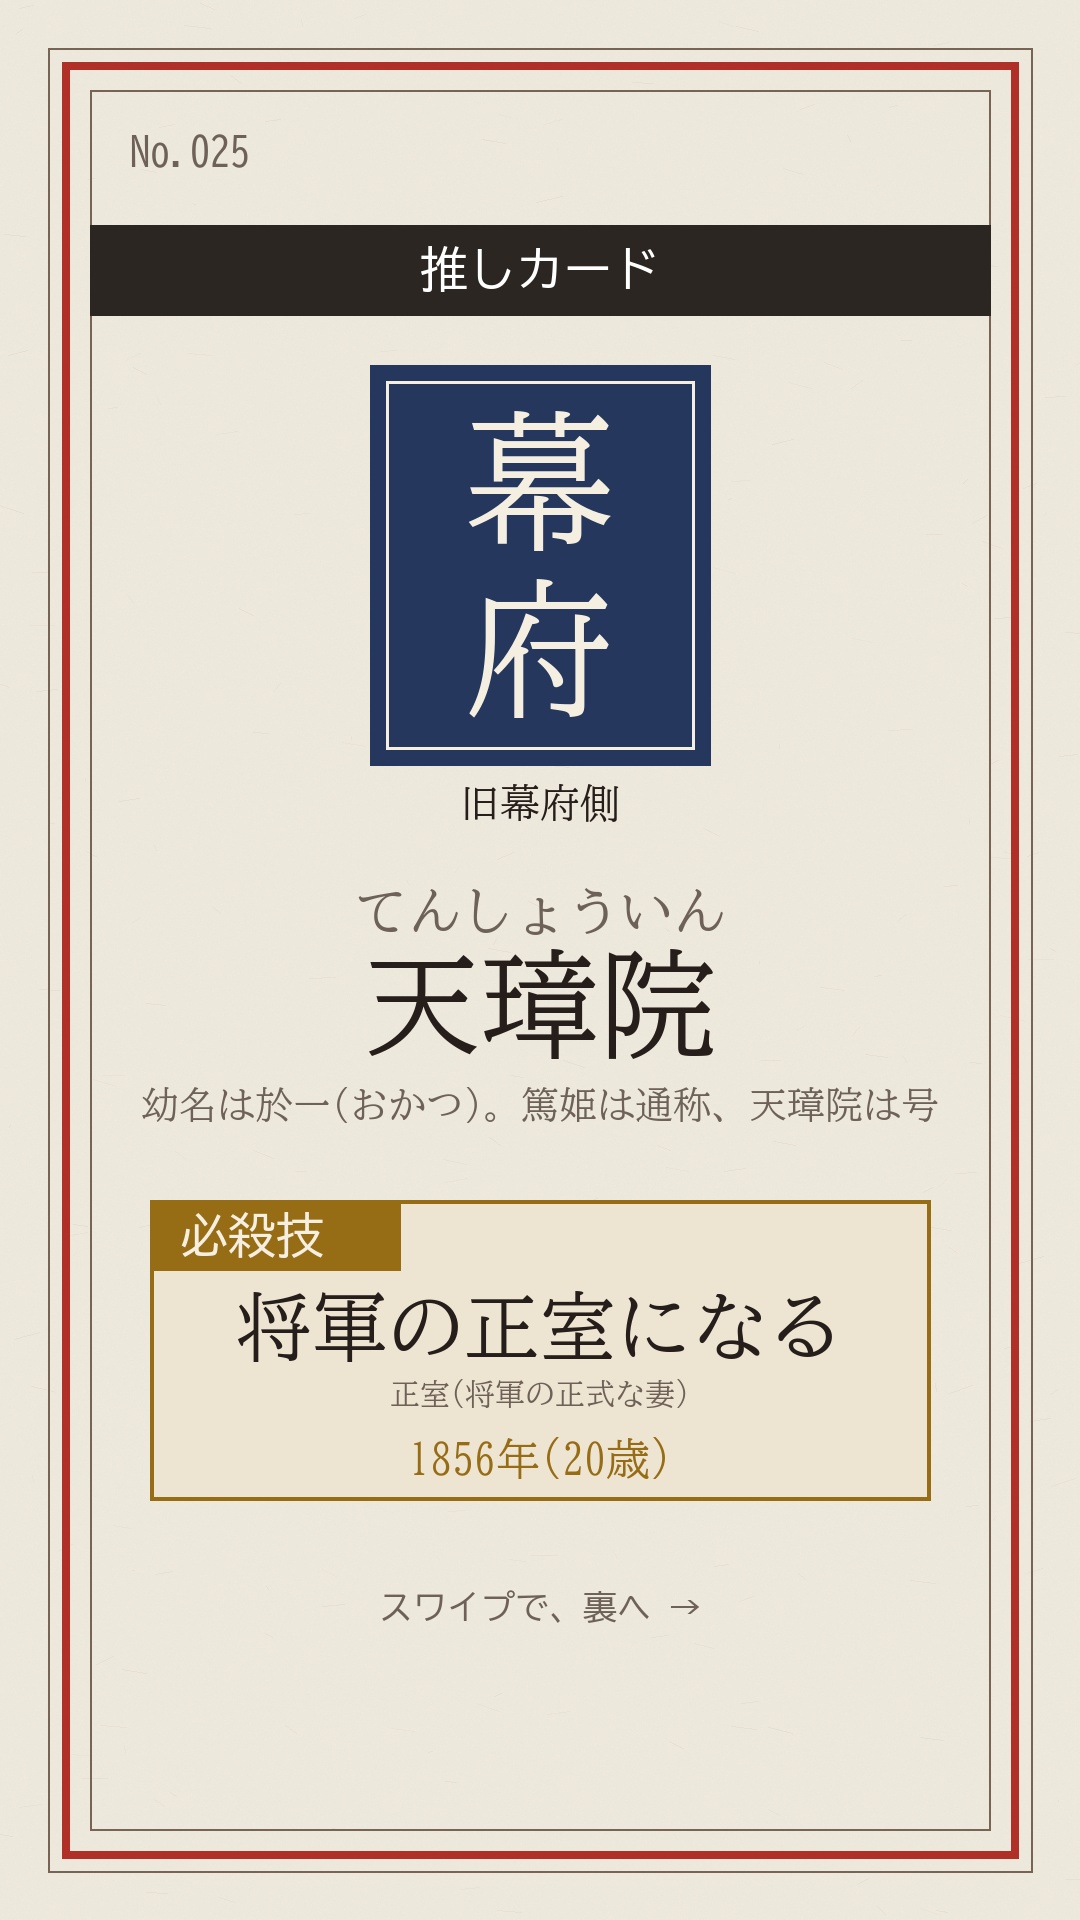 No.025
推しカード
幕
府
旧幕府側
てんしょういん
天璋院
幼名は於一(おかつ)。篤姫は通称、天璋院は号
必殺技
将軍の正室になる
正室(将軍の正式な妻)
1856年(20歳)
スワイプで、裏へ →